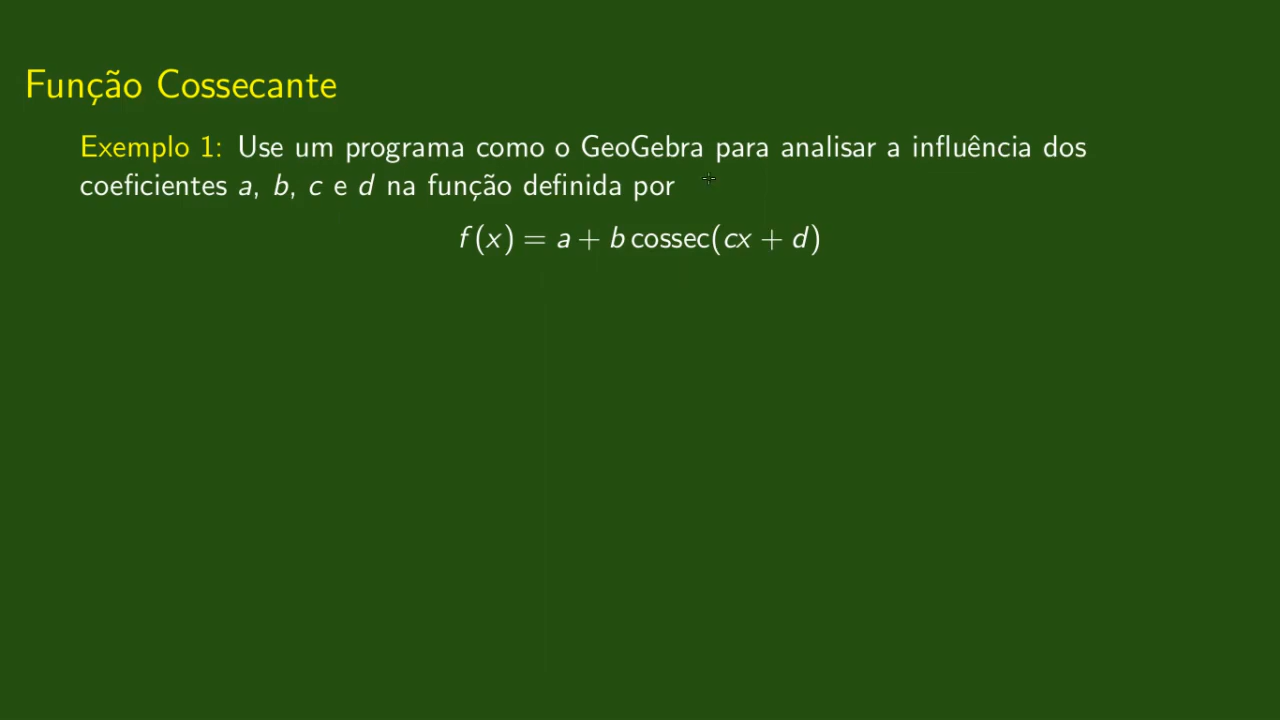 Função Cossecante
Exemplo 1: Use um programa como o GeoGebra para analisar a influência dos
coeficientes a, b, c e d na função definida por
f(x) = a + b cossec(cx + d)